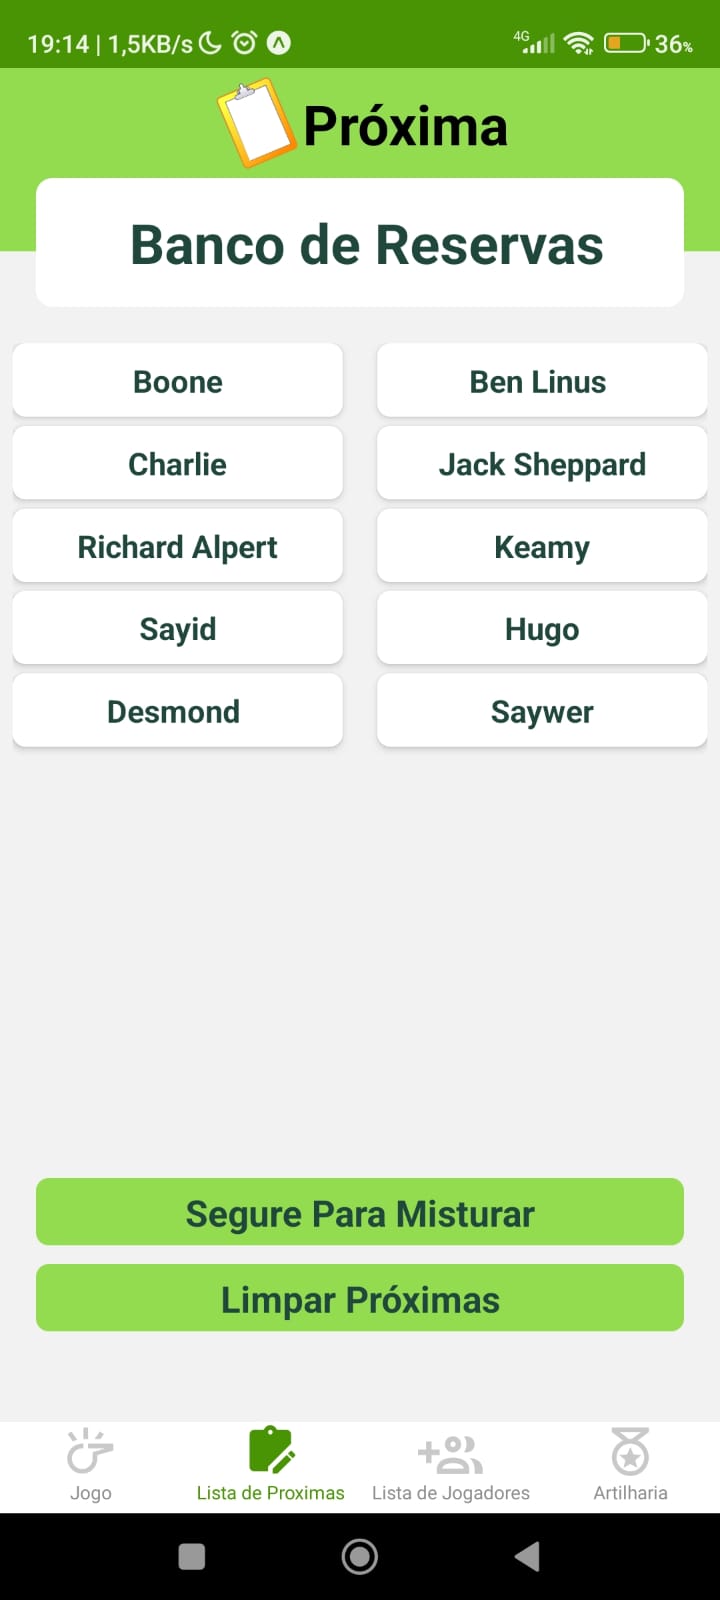 19:14 | 1,5KB/s
4G
36%
Próxima
Banco de Reservas
Boone
Ben Linus
Charlie
Jack Sheppard
Richard Alpert
Keamy
Sayid
Hugo
Desmond
Saywer
Segure Para Misturar
Limpar Próximas
Jogo
Lista de Proximas
Lista de Jogadores
Artilharia